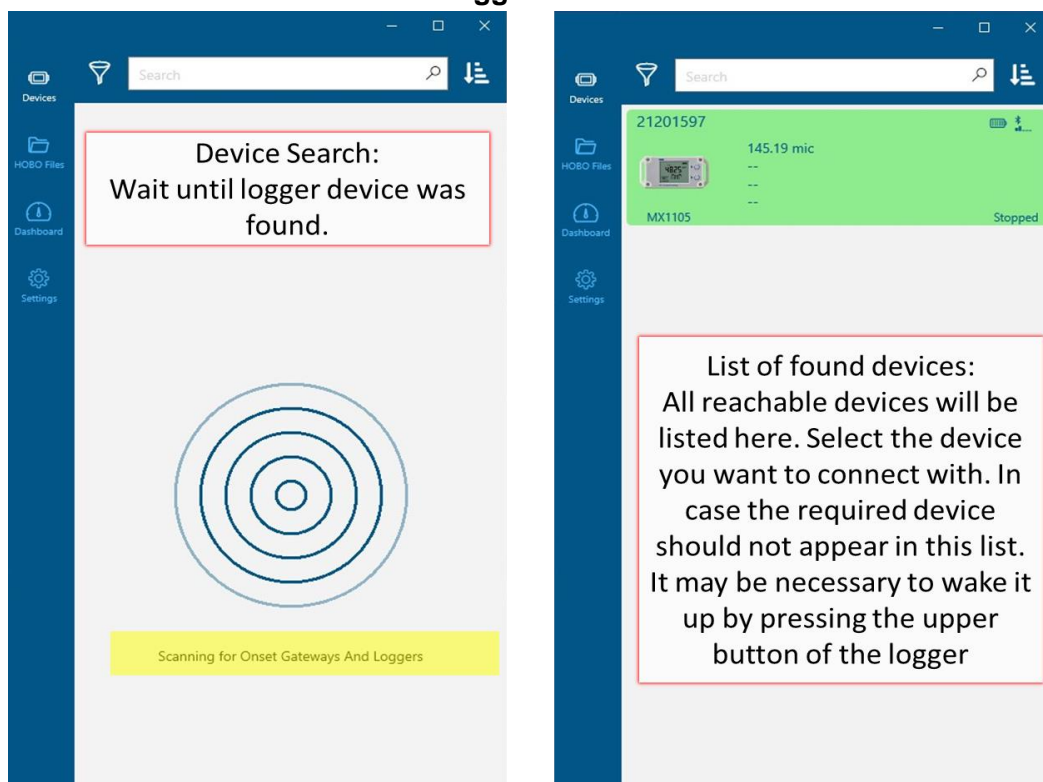 Search
Devices
HOBO Files
Dashboard
Settings
Device Search:
Wait until logger device was
found.
Scanning for Onset Gateways And Loggers
Search
Devices
HOBO Files
Dashboard
Settings
21201597
145.19 mic
--
--
--
MX1105
Stopped
List of found devices:
All reachable devices will be
listed here. Select the device
you want to connect with. In
case the required device
should not appear in this list.
It may be necessary to wake it
up by pressing the upper
button of the logger